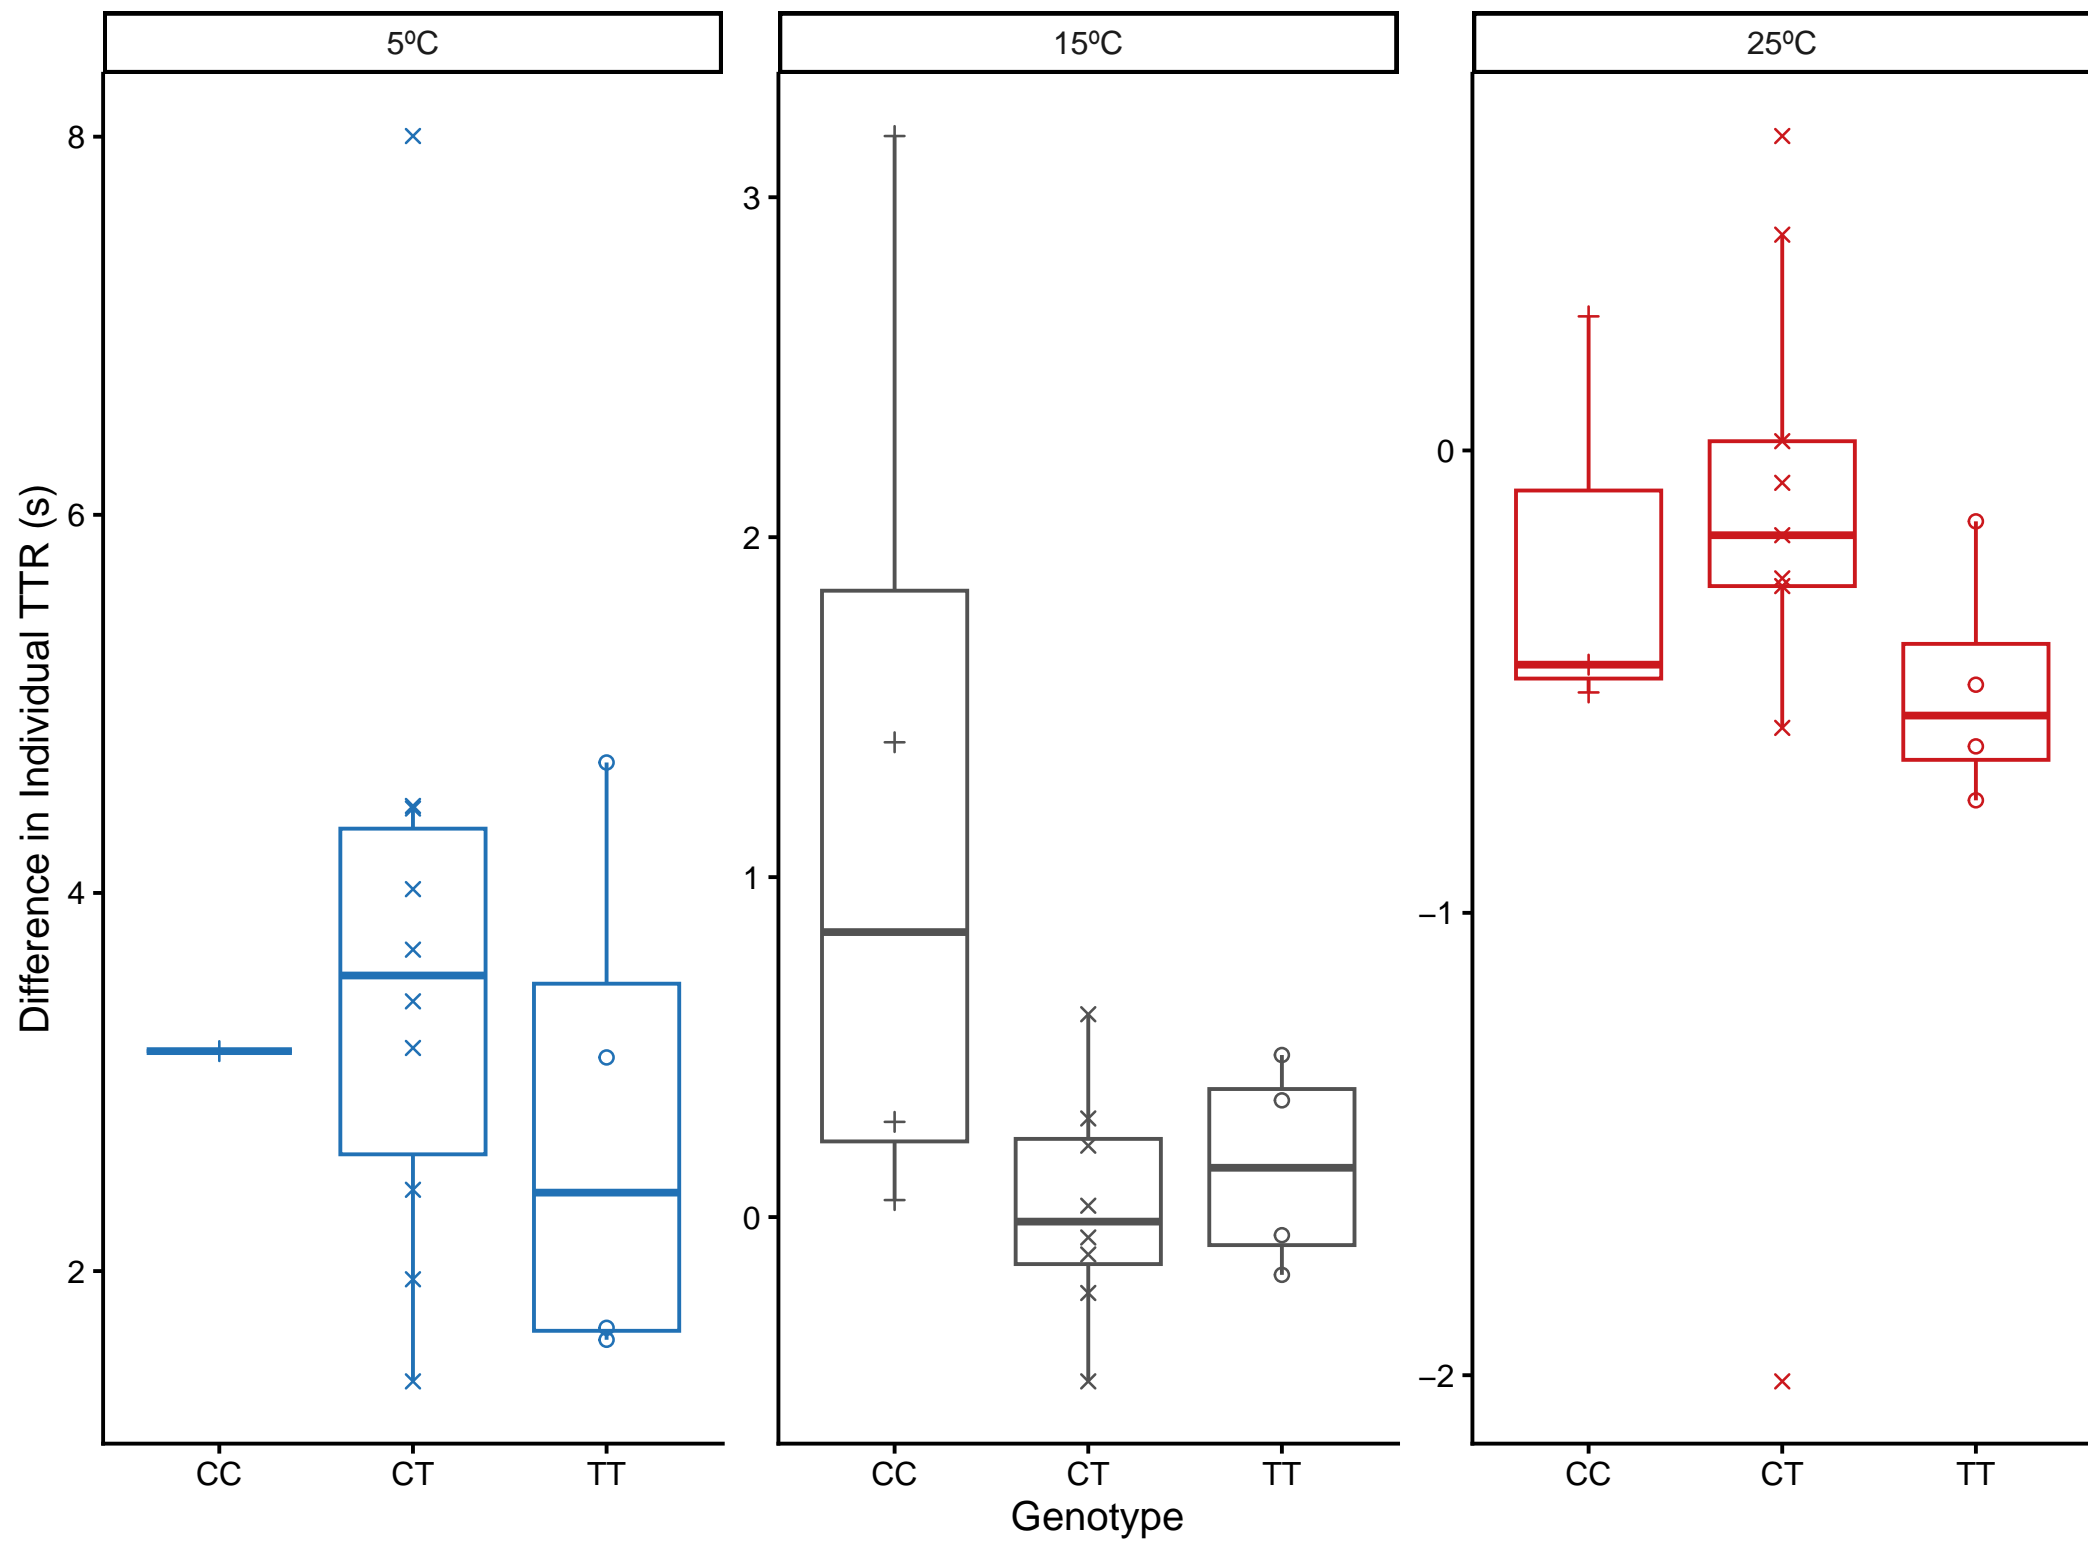 5ºC
15ºC
25ºC
Difference in Individual TTR (s)
8
6
4
2
3
2
1
0
0
−1
−2
CC CT TT
CC CT TT
CC CT TT
Genotype